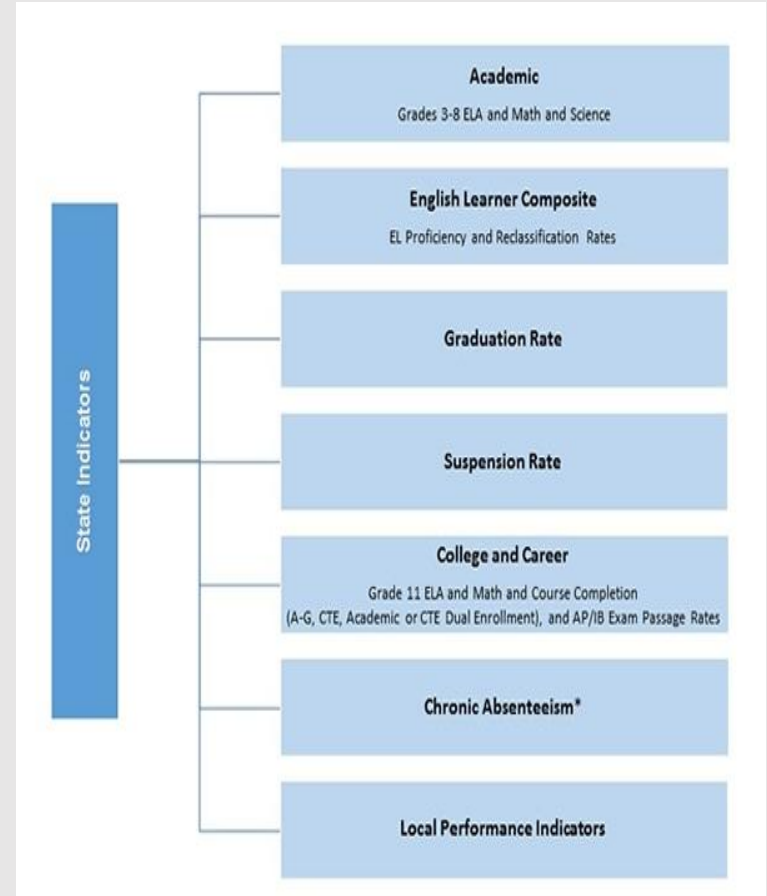 State Indicators
Academic
Grades 3-8 ELA and Math and Science
English Learner Composite
EL Proficiency and Reclassification Rates
Graduation Rate
Suspension Rate
College and Career
Grade 11 ELA and Math and Course Completion
(A-G, CTE, Academic or CTE Dual Enrollment), and AP/IB Exam Passage Rates
Chronic Absenteeism*
Local Performance Indicators